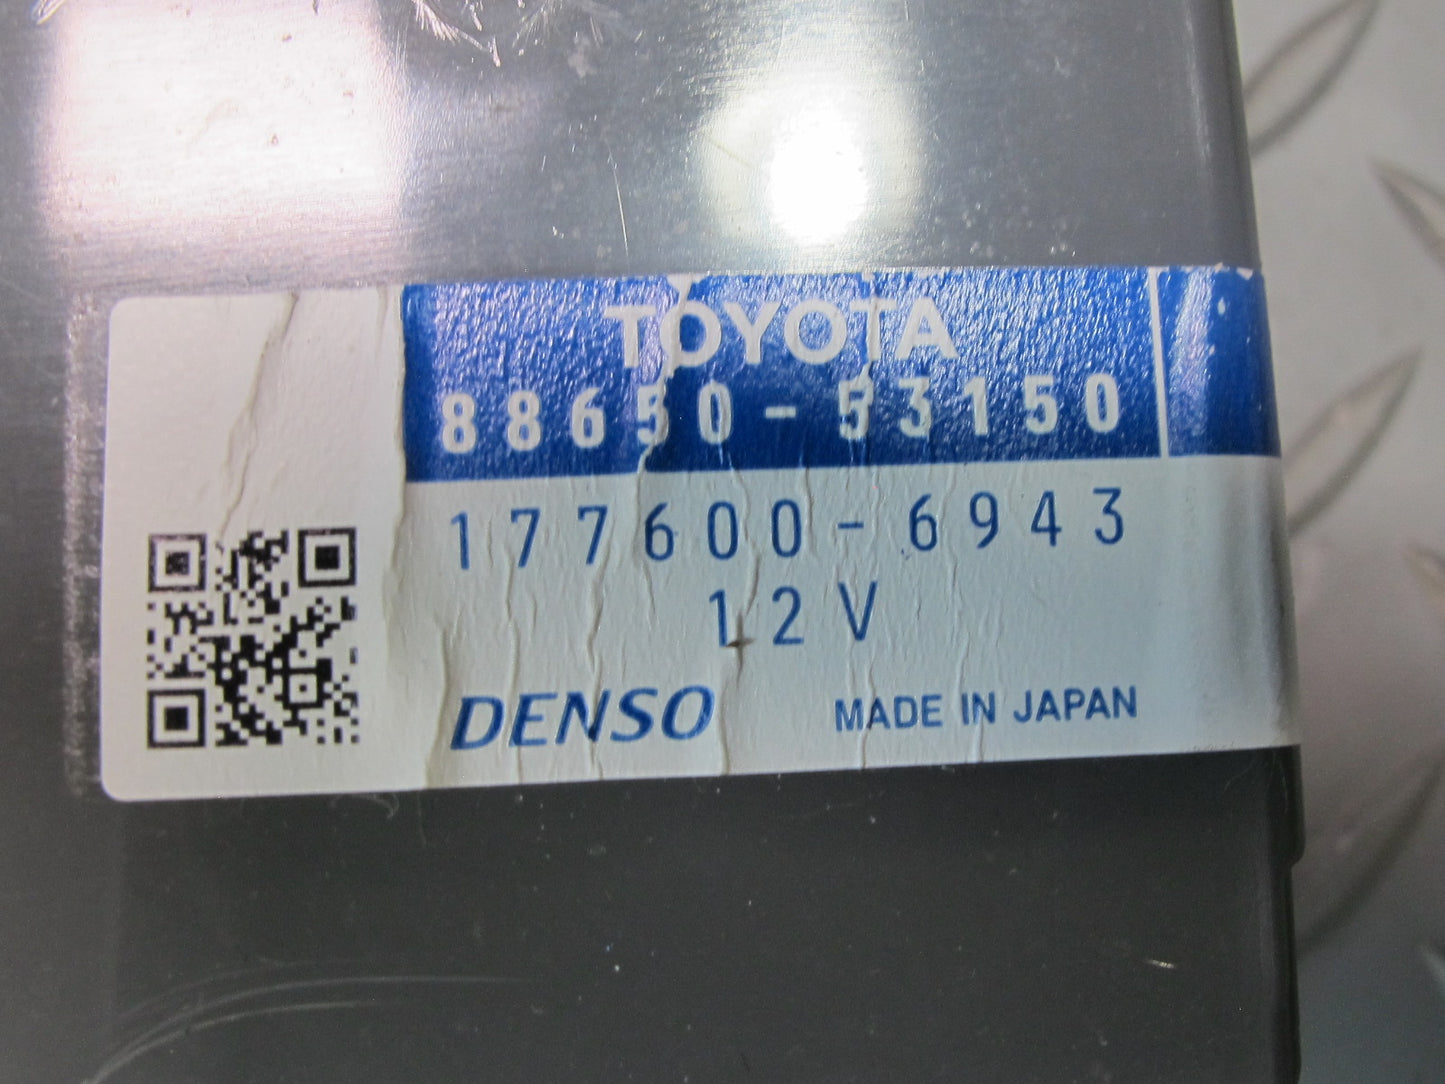 TOYOTA
88650-53150
177600-6943
12V
DENSO MADE IN JAPAN